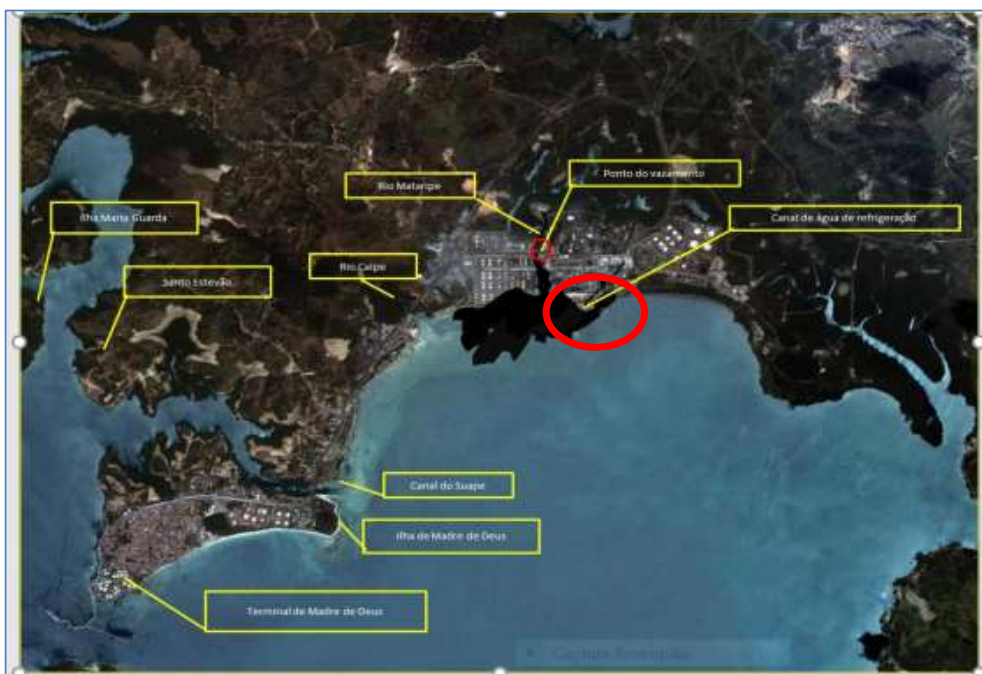 Rio Mataripe
Ponto do vazamento
Ilha Maria Guarda
Canal de água de refrigeração
Rio Caipe
Santo Estevão
Canal do Suape
Ilha de Madre de Deus
Terminal de Madre de Deus